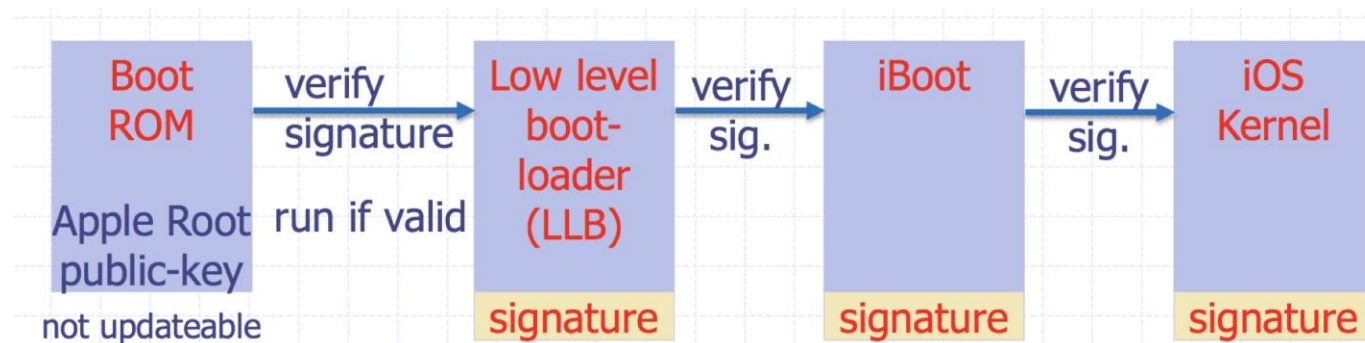 Boot
ROM
Apple Root
public-key
not updateable
verify
signature
run if valid
Low level
boot-
loader
(LLB)
signature
verify
sig.
iBoot
signature
verify
sig.
iOS
Kernel
signature